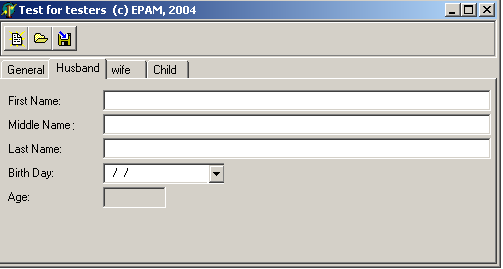 Test for testers (c) EPAM, 2004
General Husband wife Child
First Name:
Middle Name :
Last Name:
Birth Day: / /
Age: